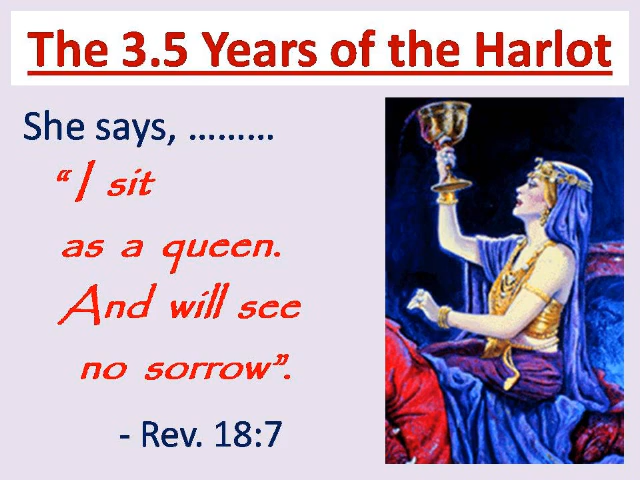 The 3.5 Years of the Harlot
She says, .........
“I sit
as a queen.
And will see
no sorrow”.
- Rev. 18:7